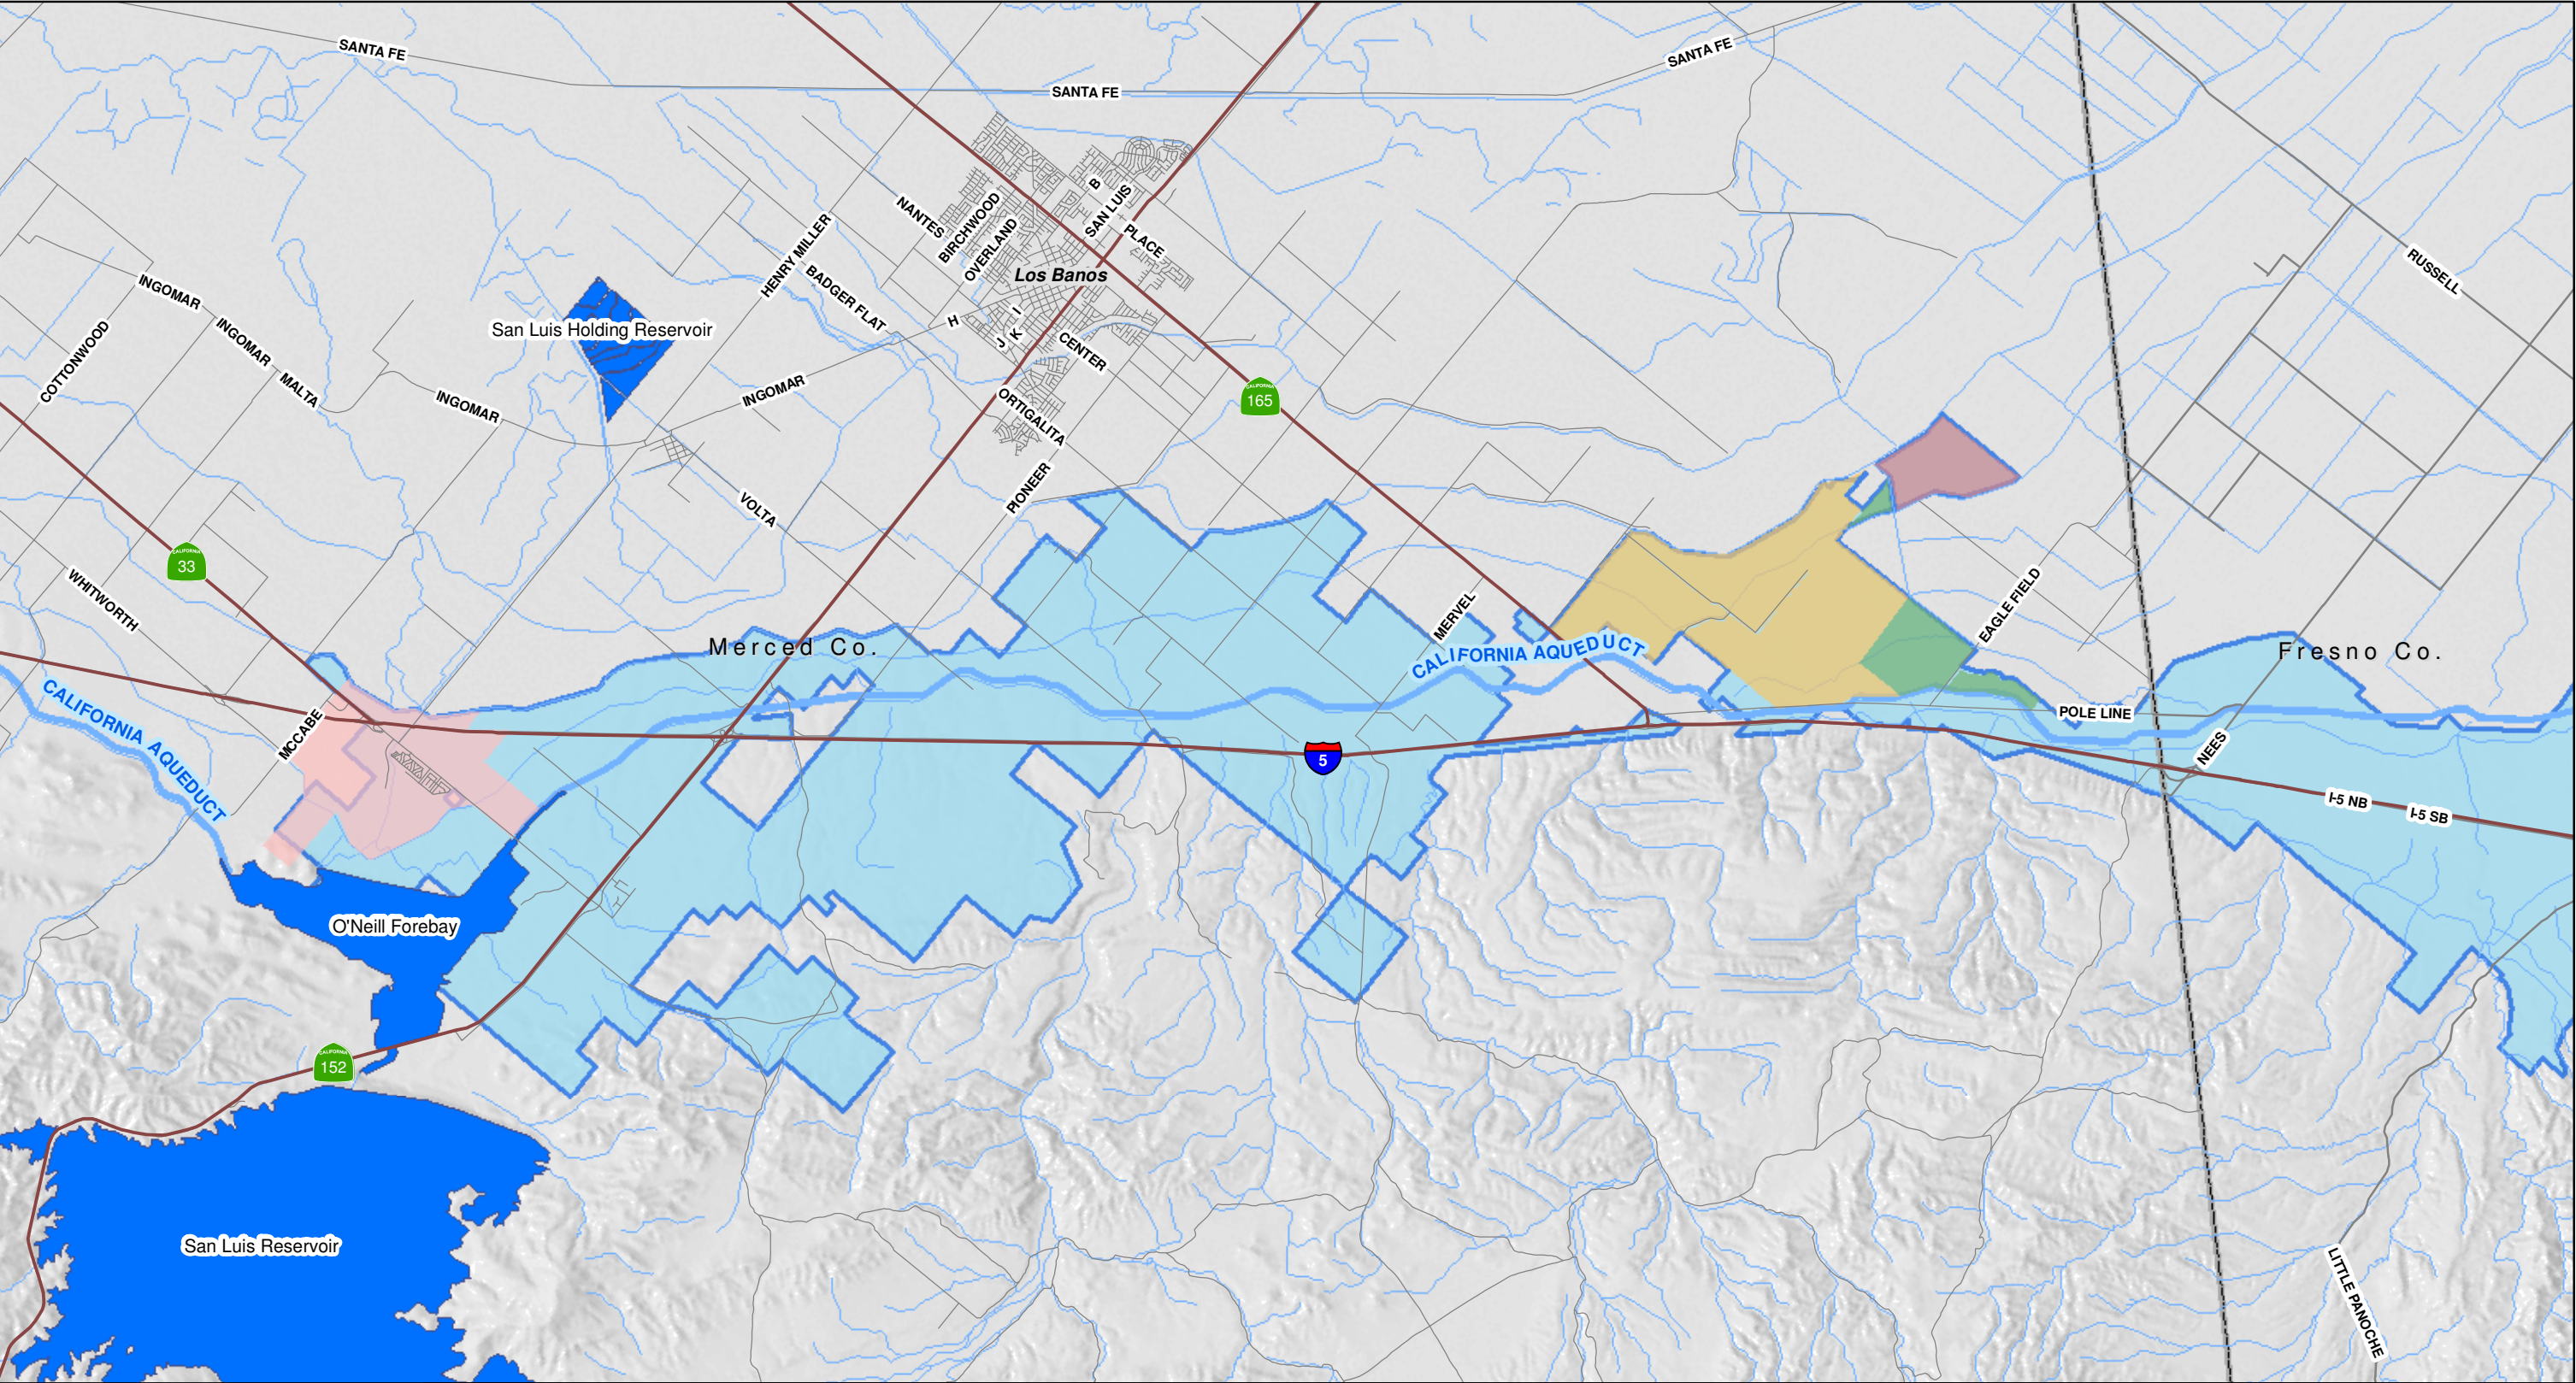 SANTA FE
SANTA FE
SANTA FE
B
SAN LUIS
NANTES
BIRCHWOOD
OVERLAND
PLACE
HENRY MILLER
Los Banos
BADGER FLAT
RUSSELL
INGOMAR
San Luis Holding Reservoir
H
I
K
J
CENTER
COTTONWOOD
INGOMAR
MALTA
INGOMAR
INGOMAR
ORTIGALITA
CALIFORNIA
165
PIONEER
VOLTA
CALIFORNIA
33
WHITWORTH
MERVEL
EAGLE FIELD
Merced Co.
CALIFORNIA AQUEDUCT
Fresno Co.
CALIFORNIA AQUEDUCT
MCCABE
POLE LINE
NEES
5
I-5 NB
I-5 SB
O'Neill Forebay
CALIFORNIA
152
San Luis Reservoir
LITTLE PANOCHE